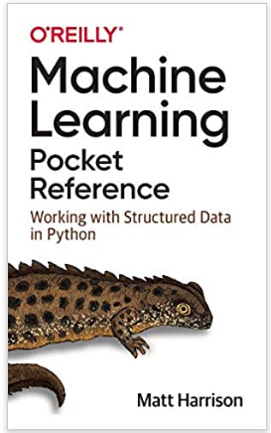 O'REILLY®
Machine
Learning
Pocket
Reference
Working with Structured Data
in Python
Matt Harrison